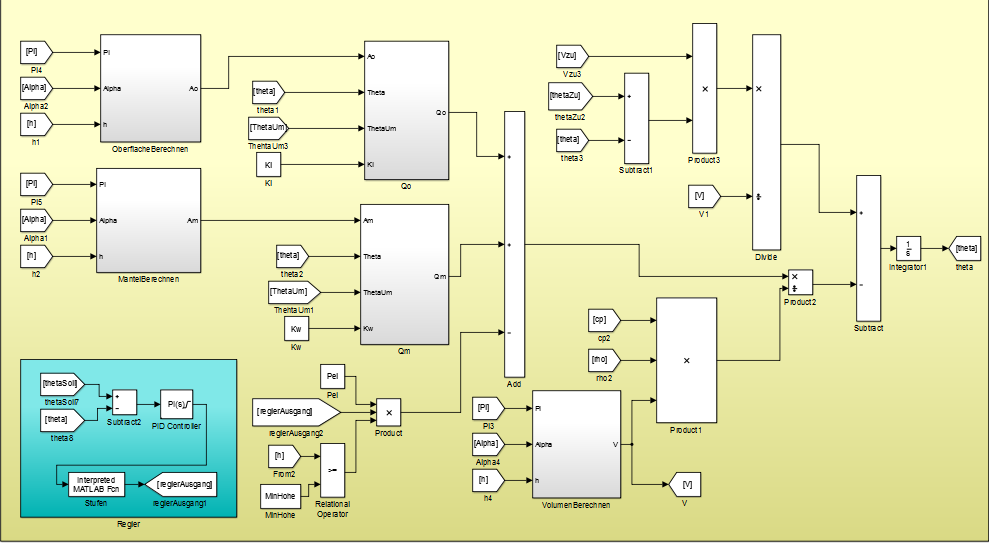 [PI]
PI4
[Alpha]
Alpha2
[h]
h1
PI
Alpha
h
Ao
OberflacheBerechnen
[PI]
PI5
[Alpha]
Alpha1
[h]
h2
PI
Alpha
h
Am
MantelBerechnen
[theta]
theta1
[ThetaUm]
ThehtaUm3
Kl
Kl
Ao
Theta
ThetaUm
Kl
Qo
Qo
[theta]
theta2
[ThetaUm]
ThehtaUm1
Kw
Kw
Am
Theta
ThetaUm
Kw
Qm
Qm
+
+
-
Add
[Vzu]
Vzu3
[thetaZu]
thetaZu2
[theta]
theta3
+
-
Subtract1
×
Product3
[V]
V1
×
÷
Divide
×
÷
Product2
+
-
Subtract
1
s
Integrator1
[theta]
theta
[cp]
cp2
[rho]
rho2
×
Product1
[thetaSoll]
thetaSoll7
[theta]
theta8
+
-
Subtract2
PI(s)
PID Controller
Interpreted
MATLAB Fcn
Stufen
[reglerAusgang]
reglerAusgang1
Regler
Pel
Pel
[reglerAusgang]
reglerAusgang2
[h]
From2
MinHohe
MinHohe
>=
Relational
Operator
×
Product
[PI]
PI3
[Alpha]
Alpha4
[h]
h4
PI
Alpha
h
V
VolumenBerechnen
[V]
V